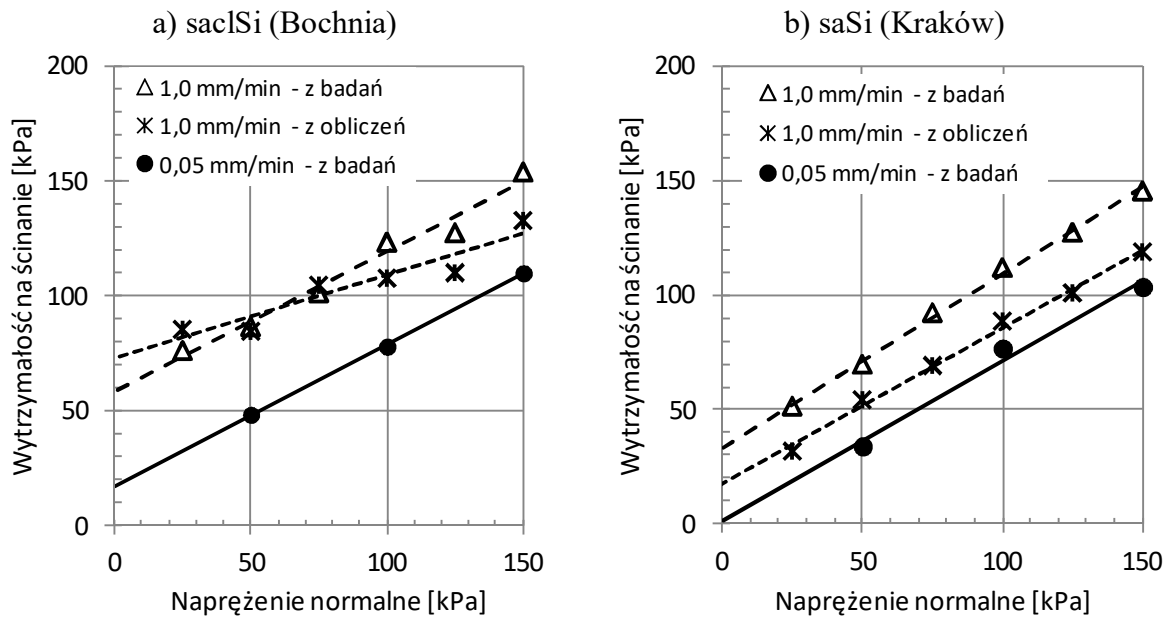 a) saclSi (Bochnia)
Wytrzymałość na ścinanie [kPa]
200
150
100
50
0
1,0 mm/min - z badań
1,0 mm/min - z obliczeń
0,05 mm/min - z badań
0 50 100 150
Naprężenie normalne [kPa]
b) saSi (Kraków)
Wytrzymałość na ścinanie [kPa]
200
150
100
50
0
1,0 mm/min - z badań
1,0 mm/min - z obliczeń
0,05 mm/min - z badań
0 50 100 150
Naprężenie normalne [kPa]